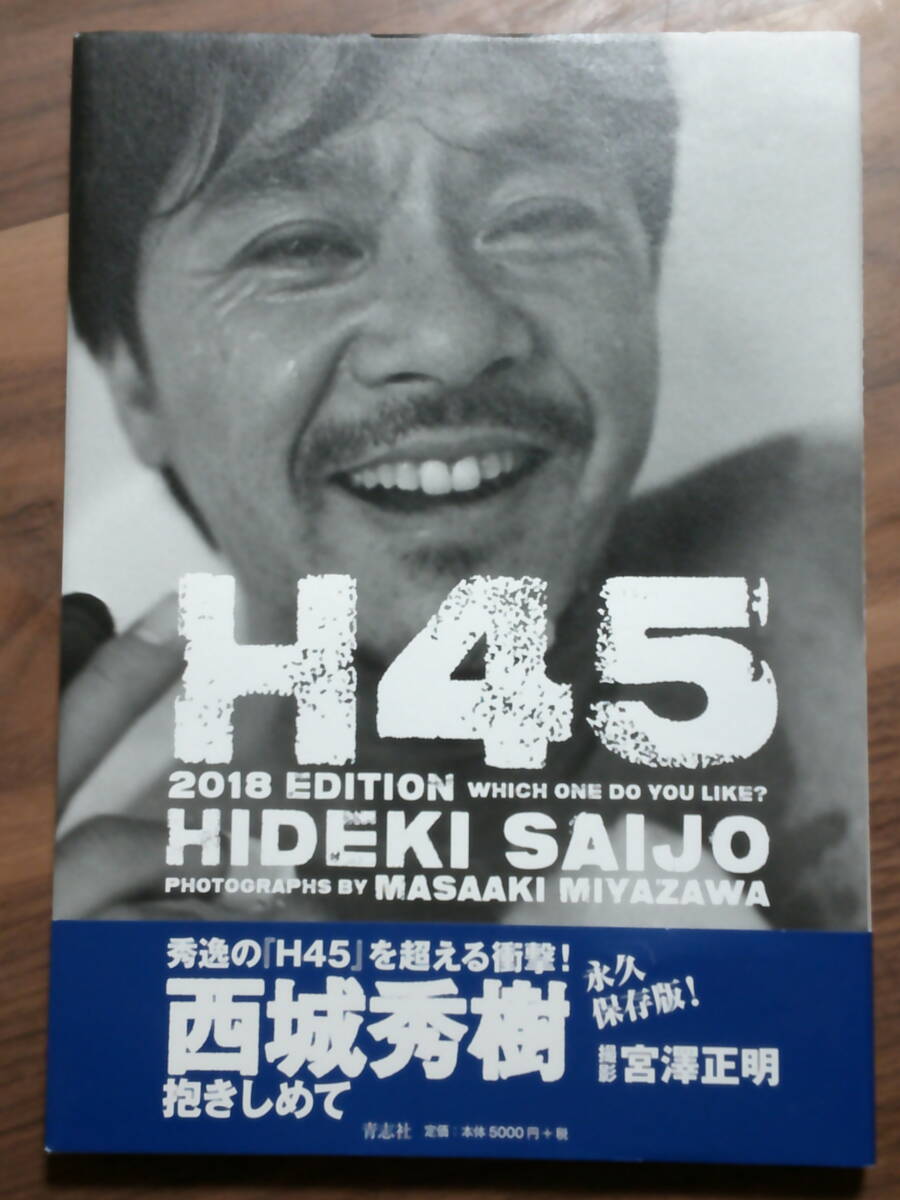 H45
2018 EDITION WHICH ONE DO YOU LIKE?
HIDEKI SAIJO
PHOTOGRAPHS BY MASAAKI MIYAZAWA
秀逸の『H45』を超える衝撃!
永久
保存版!
西城秀樹
撮影 宮澤正明
抱きしめて
青志社 定価:本体5000円+税